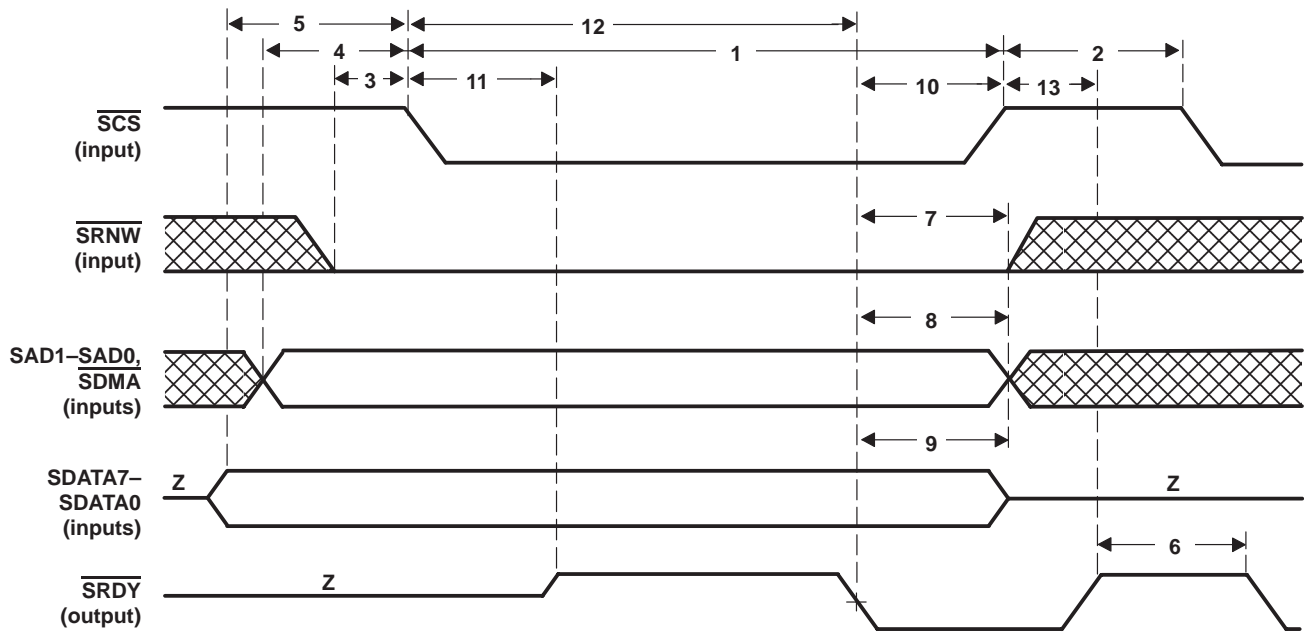 5
12
4
1
2
3
11
10
13
SCS
(input)
7
SRNW
(input)
8
SAD1–SAD0,
SDMA
(inputs)
9
SDATA7–
SDATA0
(inputs)
Z
Z
6
SRDY
(output)
Z